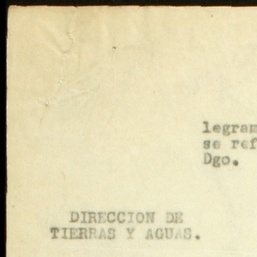 legram
se ref
Dgo.
DIRECCION DE
TIERRAS Y AGUAS.